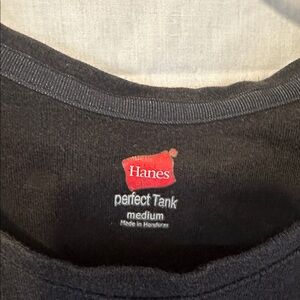 Hanes
perfect Tank
medium
Made in Honduras